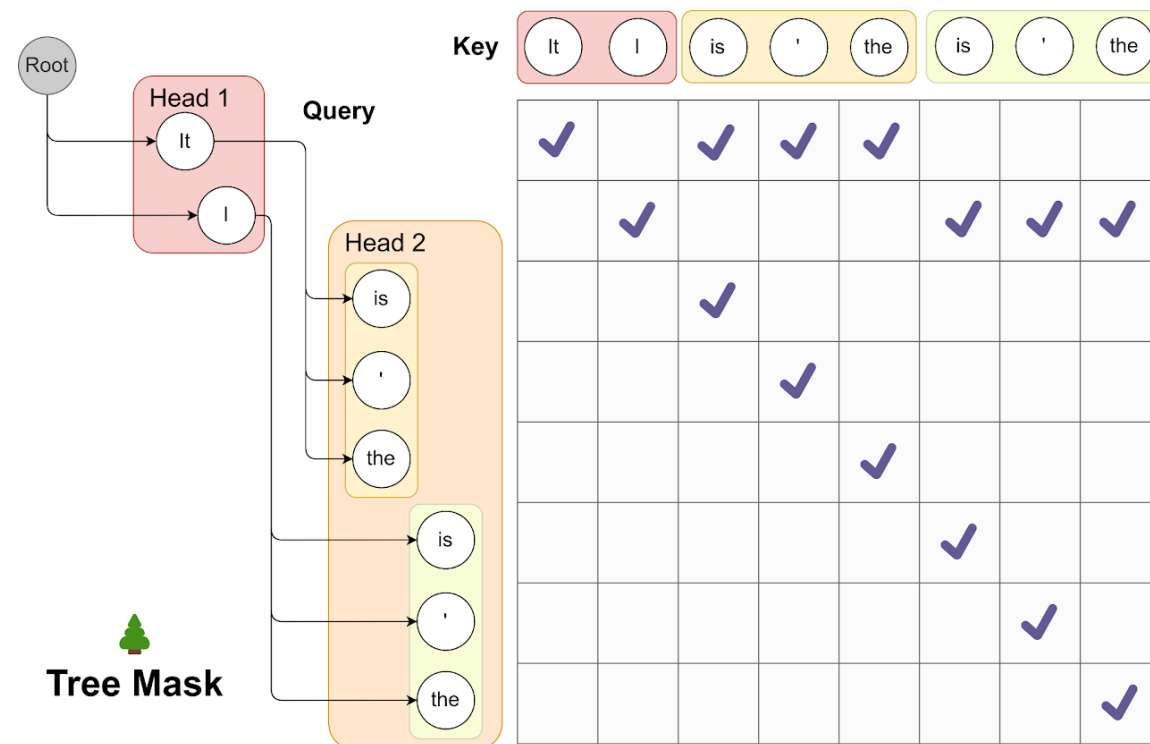 Key
It I is ' the is ' the
Root
Head 1
Query
It
I
Head 2
is
'
the
is
'
the
Tree Mask